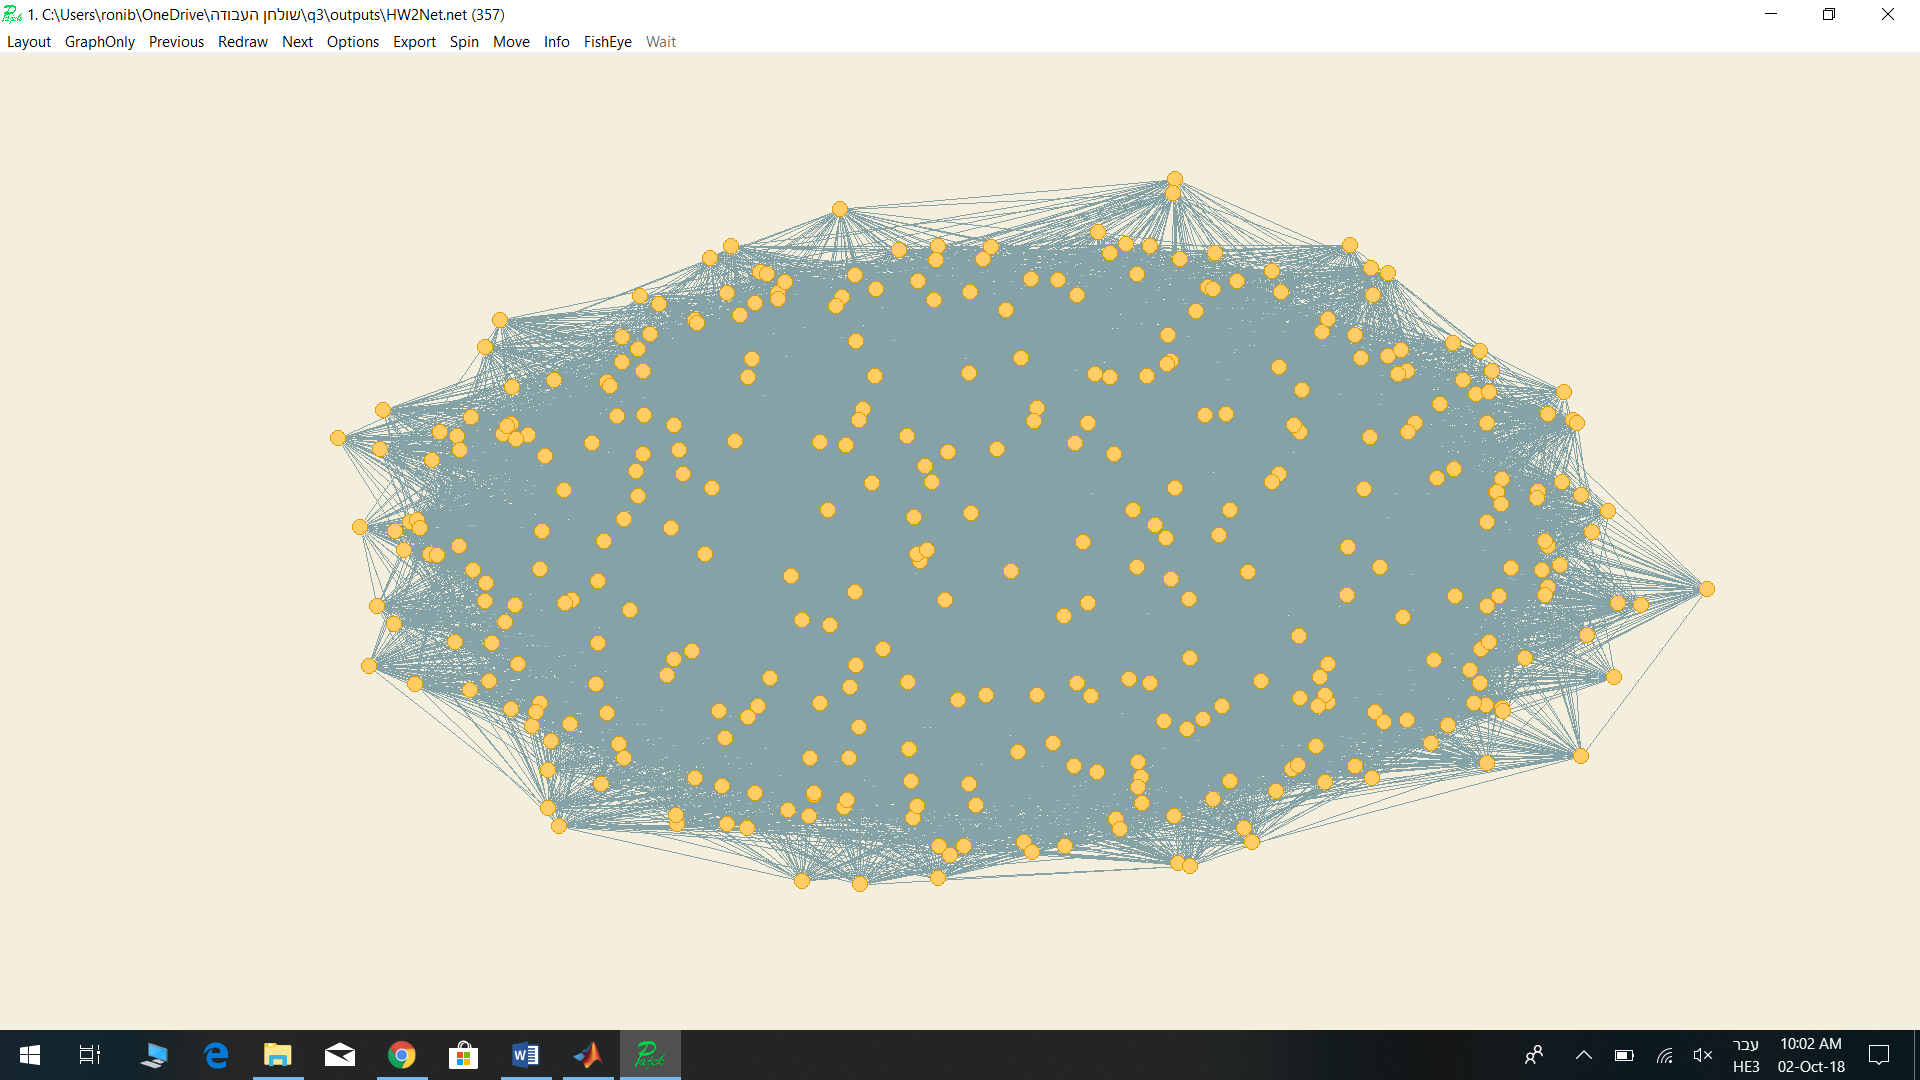 1. C:\Users\ronib\OneDrive\שולחן העבודה\q3\outputs\HW2Net.net (357)
Layout GraphOnly Previous Redraw Next Options Export Spin Move Info FishEye Wait
Pajek
עבר 10:02 AM
HE3 02-Oct-18